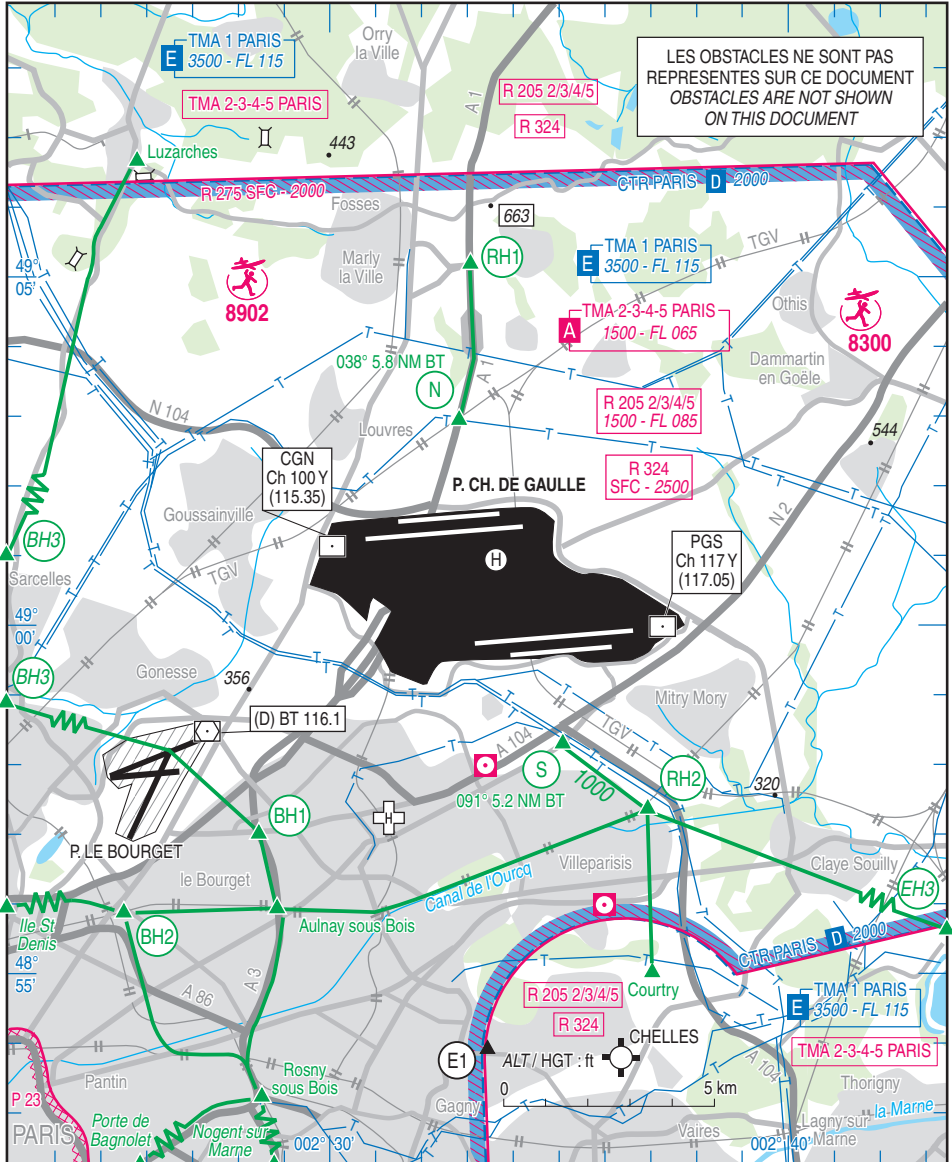 TMA 1 PARIS
E
3500 - FL 115
TMA 2-3-4-5 PARIS
Orry
la Ville
A 1
R 205 2/3/4/5
R 324
LES OBSTACLES NE SONT PAS
REPRESENTES SUR CE DOCUMENT
OBSTACLES ARE NOT SHOWN
ON THIS DOCUMENT
443
Luzarches
R 275 SFC - 2000
CTR PARIS D 2000
Fosses
663
TGV
Marly
la Ville
RH1
TMA 1 PARIS
E
3500 - FL 115
49°
05'
8902
Othis
8300
TMA 2-3-4-5 PARIS
A
1500 - FL 065
038° 5.8 NM BT
N
A 1
Dammartin
en Goële
N 104
R 205 2/3/4/5
1500 - FL 085
Louvres
544
CGN
Ch 100 Y
(115.35)
R 324
SFC - 2500
P. CH. DE GAULLE
N 2
Goussainville
BH3
H
PGS
Ch 117 Y
(117.05)
Sarcelles
TGV
49°
00'
BH3
Gonesse
356
Mitry Mory
(D) BT 116.1
TGV
A 104
S
RH2
1000
091° 5.2 NM BT
320
BH1
H
P. LE BOURGET
Villeparisis
Claye Souilly
le Bourget
Canal de l'Ourcq
EH3
Ile St
Denis
BH2
Aulnay sous Bois
CTR PARIS D 2000
48°
55'
A 86
A 3
Courtry
R 205 2/3/4/5
R 324
TMA 1 PARIS
E
3500 - FL 115
TMA 2-3-4-5 PARIS
CHELLES
E1
ALT / HGT : ft
A 104
Pantin
Rosny
sous Bois
0
5 km
Thorigny
P 23
Gagny
la Marne
PARIS
Porte de
Bagnolet
Nogent sur
Marne
002° 30'
Vaires
002° 40'
Lagny sur
Marne